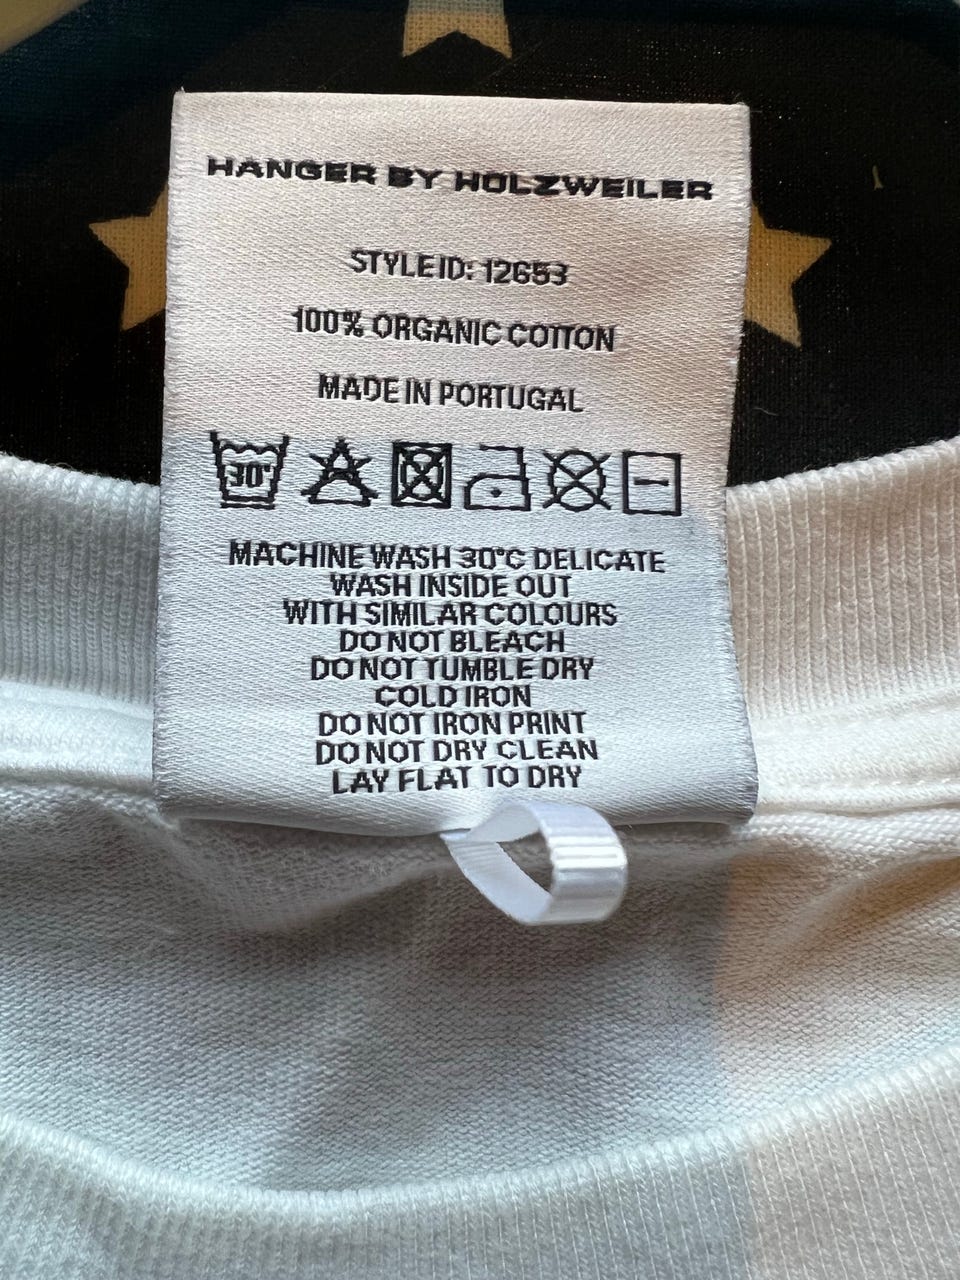 HANGER BY HOLZWEILER
STYLE ID: 12653
100% ORGANIC COTTON
MADE IN PORTUGAL
30°
MACHINE WASH 30°C DELICATE
WASH INSIDE OUT
WITH SIMILAR COLOURS
DO NOT BLEACH
DO NOT TUMBLE DRY
COLD IRON
DO NOT IRON PRINT
DO NOT DRY CLEAN
LAY FLAT TO DRY